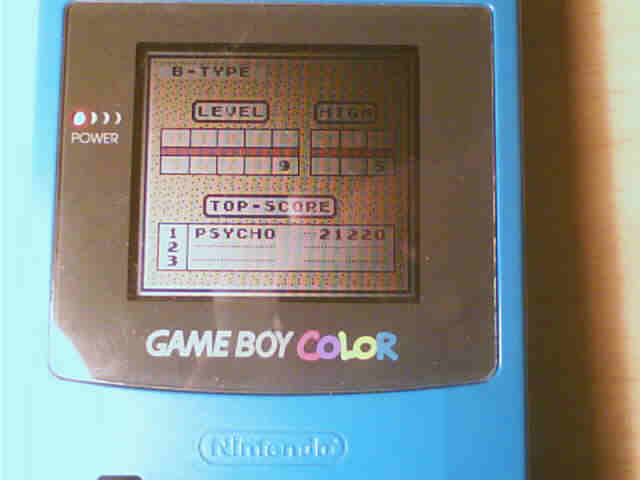 B-TYPE
LEVEL HIGH
9 5
TOP-SCORE
1 PSYCHO 21220
2
3
POWER
GAME BOY COLOR
Nintendo